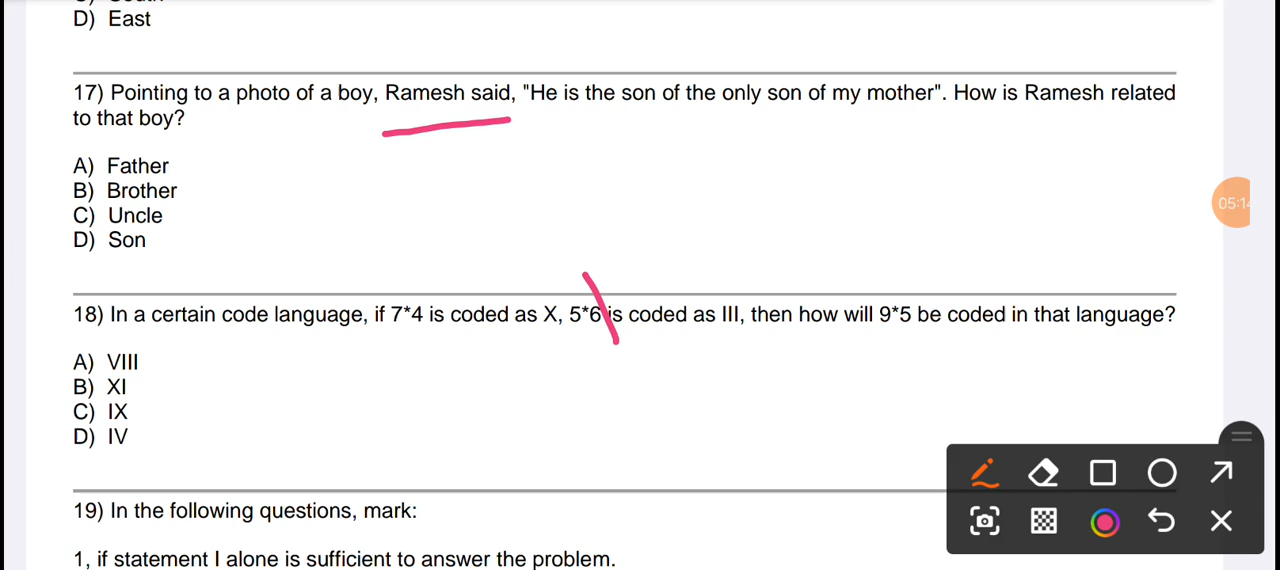 D) East
17) Pointing to a photo of a boy, Ramesh said, "He is the son of the only son of my mother". How is Ramesh related
to that boy?
A) Father
B) Brother
C) Uncle
D) Son
18) In a certain code language, if 7*4 is coded as X, 5*6 is coded as III, then how will 9*5 be coded in that language?
A) VIII
B) XI
C) IX
D) IV
19) In the following questions, mark:
1, if statement I alone is sufficient to answer the problem.